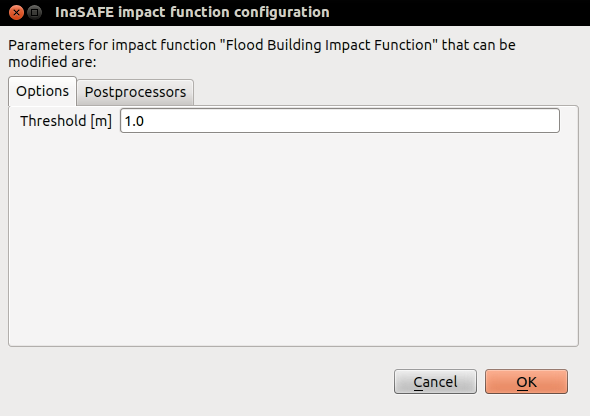 InaSAFE impact function configuration
Parameters for impact function "Flood Building Impact Function" that can be
modified are:
Options Postprocessors
Threshold [m] 1.0
Cancel OK